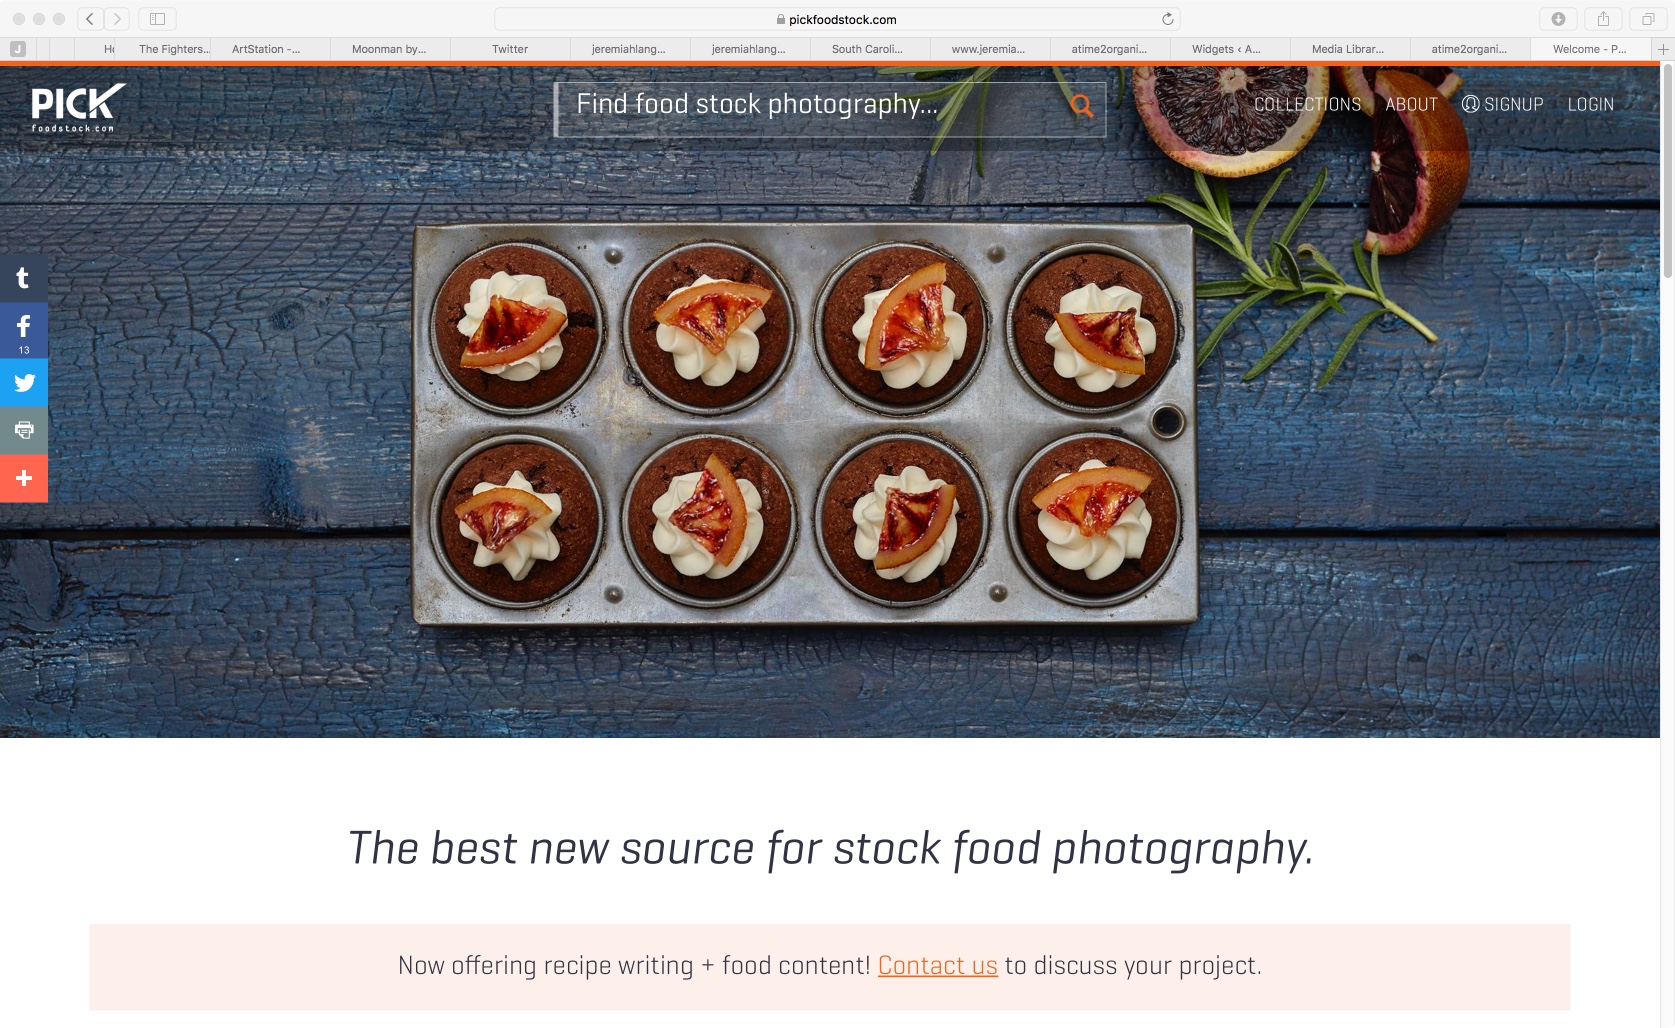 pickfoodstock.com
J
The Fighters...
ArtStation -...
Moonman by...
Twitter
jeremiahlang...
jeremiahlang...
South Caroli...
www.jeremia...
atime2organi...
Widgets ‹ A...
Media Librar...
atime2organi...
Welcome - P...
PICK
foodstock.com
Find food stock photography...
COLLECTIONS
ABOUT
SIGNUP
LOGIN
t
f
13
The best new source for stock food photography.
Now offering recipe writing + food content! Contact us to discuss your project.